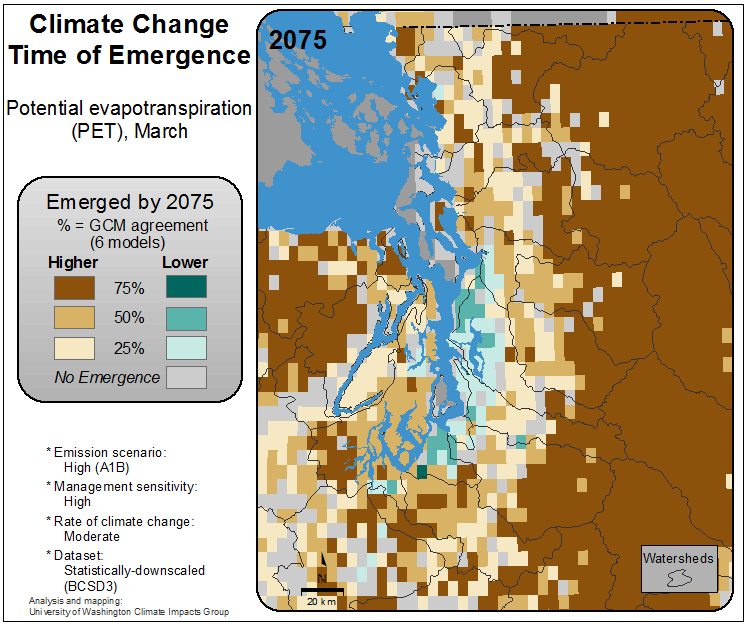 Climate Change
Time of Emergence
Potential evapotranspiration
(PET), March
Emerged by 2075
% = GCM agreement
(6 models)
Higher Lower
75%
50%
25%
No Emergence
* Emission scenario:
High (A1B)
* Management sensitivity:
High
* Rate of climate change:
Moderate
* Dataset:
Statistically-downscaled
(BCSD3)
Analysis and mapping:
University of Washington Climate Impacts Group
2075
N
20 km
Watersheds